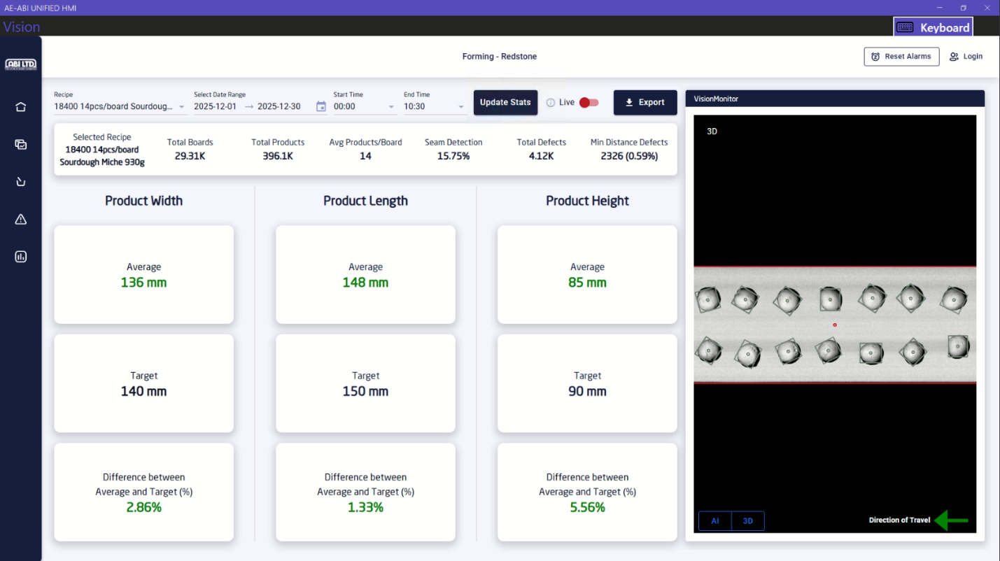 AE-ABI UNIFIED HMI
Vision
Keyboard
ABI LTD
Forming - Redstone
Reset Alarms
Login
Recipe
18400 14pcs/board Sourdoug...
Select Date Range
2025-12-01 → 2025-12-30
Start Time
00:00
End Time
10:30
Update Stats
Live
Export
VisionMonitor
Selected Recipe
18400 14pcs/board
Sourdough Miche 930g
Total Boards
29.31K
Total Products
396.1K
Avg Products/Board
14
Seam Detection
15.75%
Total Defects
4.12K
Min Distance Defects
2326 (0.59%)
Product Width
Average
136 mm
Target
140 mm
Difference between
Average and Target (%)
2.86%
Product Length
Average
148 mm
Target
150 mm
Difference between
Average and Target (%)
1.33%
Product Height
Average
85 mm
Target
90 mm
Difference between
Average and Target (%)
5.56%
3D
AI
3D
Direction of Travel